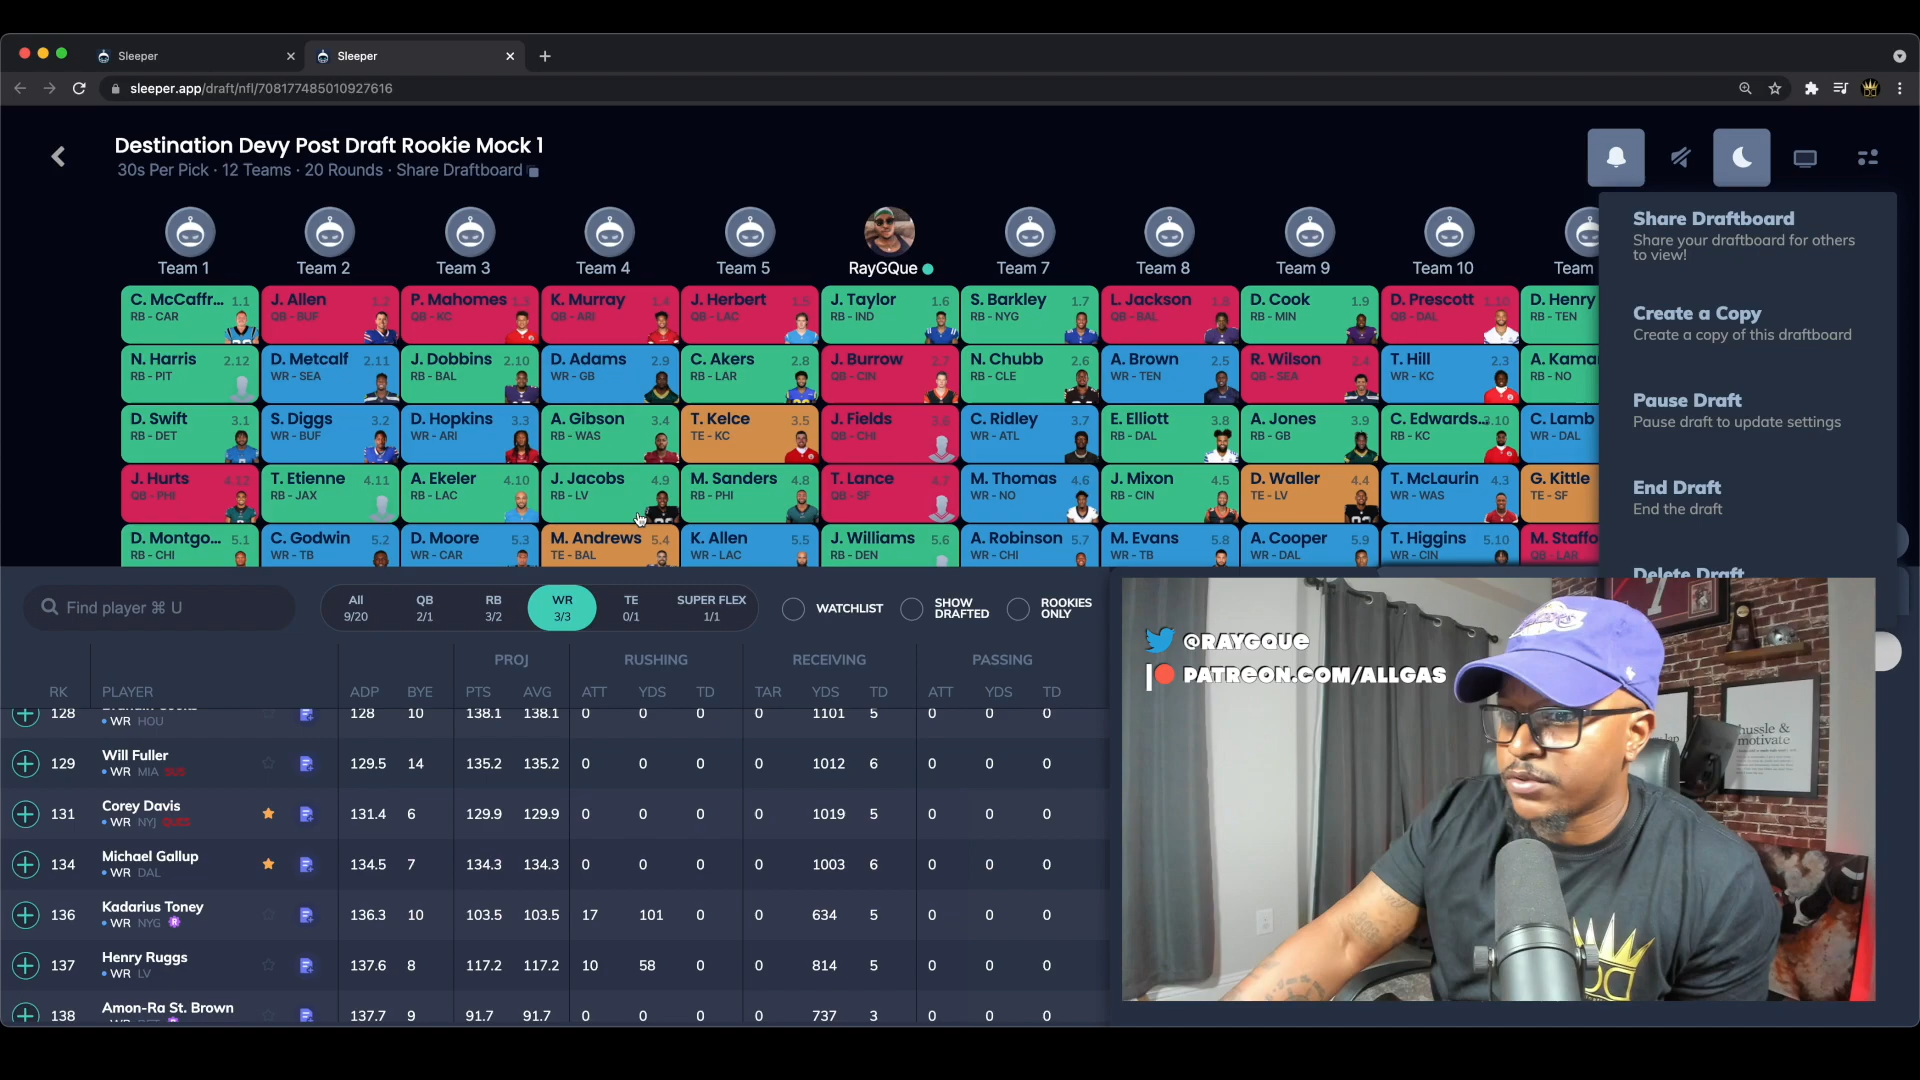 Sleeper
Sleeper
sleeper.app/draft/nfl/708177485010927616
Destination Devy Post Draft Rookie Mock 1
30s Per Pick · 12 Teams · 20 Rounds · Share Draftboard
Team 1 Team 2 Team 3 Team 4 Team 5 RayGQue Team 7 Team 8 Team 9 Team 10 Team
Share Draftboard
Share your draftboard for others
to view!
Create a Copy
Create a copy of this draftboard
Pause Draft
Pause draft to update settings
End Draft
End the draft
Delete Draft
C. McCaffr... 1.1 J. Allen 1.2 P. Mahomes 1.3 K. Murray 1.4 J. Herbert 1.5 J. Taylor 1.6 S. Barkley 1.7 L. Jackson 1.8 D. Cook 1.9 D. Prescott 1.10 D. Henry
RB - CAR QB - BUF QB - KC QB - ARI QB - LAC RB - IND RB - NYG QB - BAL RB - MIN QB - DAL RB - TEN
N. Harris 2.12 D. Metcalf 2.11 J. Dobbins 2.10 D. Adams 2.9 C. Akers 2.8 J. Burrow 2.7 N. Chubb 2.6 A. Brown 2.5 R. Wilson 2.4 T. Hill 2.3 A. Kama
RB - PIT WR - SEA RB - BAL WR - GB RB - LAR QB - CIN RB - CLE WR - TEN QB - SEA WR - KC RB - NO
D. Swift 3.1 S. Diggs 3.2 D. Hopkins 3.3 A. Gibson 3.4 T. Kelce 3.5 J. Fields 3.6 C. Ridley 3.7 E. Elliott 3.8 A. Jones 3.9 C. Edwards... 3.10 C. Lamb
RB - DET WR - BUF WR - ARI RB - WAS TE - KC QB - CHI WR - ATL RB - DAL RB - GB RB - KC WR - DAL
J. Hurts 4.12 T. Etienne 4.11 A. Ekeler 4.10 J. Jacobs 4.9 M. Sanders 4.8 T. Lance 4.7 M. Thomas 4.6 J. Mixon 4.5 D. Waller 4.4 T. McLaurin 4.3 G. Kittle
QB - PHI RB - JAX RB - LAC RB - LV RB - PHI QB - SF WR - NO RB - CIN TE - LV WR - WAS TE - SF
D. Montgo... 5.1 C. Godwin 5.2 D. Moore 5.3 M. Andrews 5.4 K. Allen 5.5 J. Williams 5.6 A. Robinson 5.7 M. Evans 5.8 A. Cooper 5.9 T. Higgins 5.10 M. Staffo
RB - CHI WR - TB WR - CAR TE - BAL WR - LAC RB - DEN WR - CHI WR - TB WR - DAL WR - CIN QB - LAR
Find player ⌘ U
All QB RB WR TE SUPER FLEX
9/20 2/1 3/2 3/3 0/1 1/1
WATCHLIST
SHOW
DRAFTED
ROOKIES
ONLY
PROJ RUSHING RECEIVING PASSING
RK PLAYER ADP BYE PTS AVG ATT YDS TD TAR YDS TD ATT YDS TD
128 128 10 138.1 138.1 0 0 0 0 1101 5 0 0 0
WR HOU
129 Will Fuller 129.5 14 135.2 135.2 0 0 0 0 1012 6 0 0 0
WR MIA SUS
131 Corey Davis 131.4 6 129.9 129.9 0 0 0 0 1019 5 0 0 0
WR NYJ QUES
134 Michael Gallup 134.5 7 134.3 134.3 0 0 0 0 1003 6 0 0 0
WR DAL
136 Kadarius Toney 136.3 10 103.5 103.5 17 101 0 0 634 5 0 0 0
WR NYG R
137 Henry Ruggs 137.6 8 117.2 117.2 10 58 0 0 814 5 0 0 0
WR LV
138 Amon-Ra St. Brown 137.7 9 91.7 91.7 0 0 0 0 737 3 0 0 0
@RAYGQUE
PATREON.COM/ALLGAS
hussle &
motivate